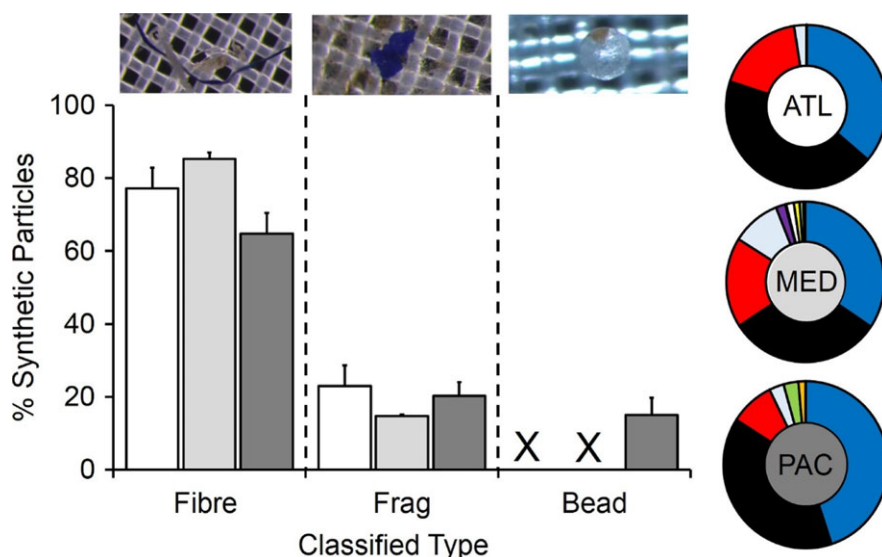 100
80
60
40
20
0
% Synthetic Particles
X
X
Fibre
Frag
Bead
Classified Type
ATL
MED
PAC